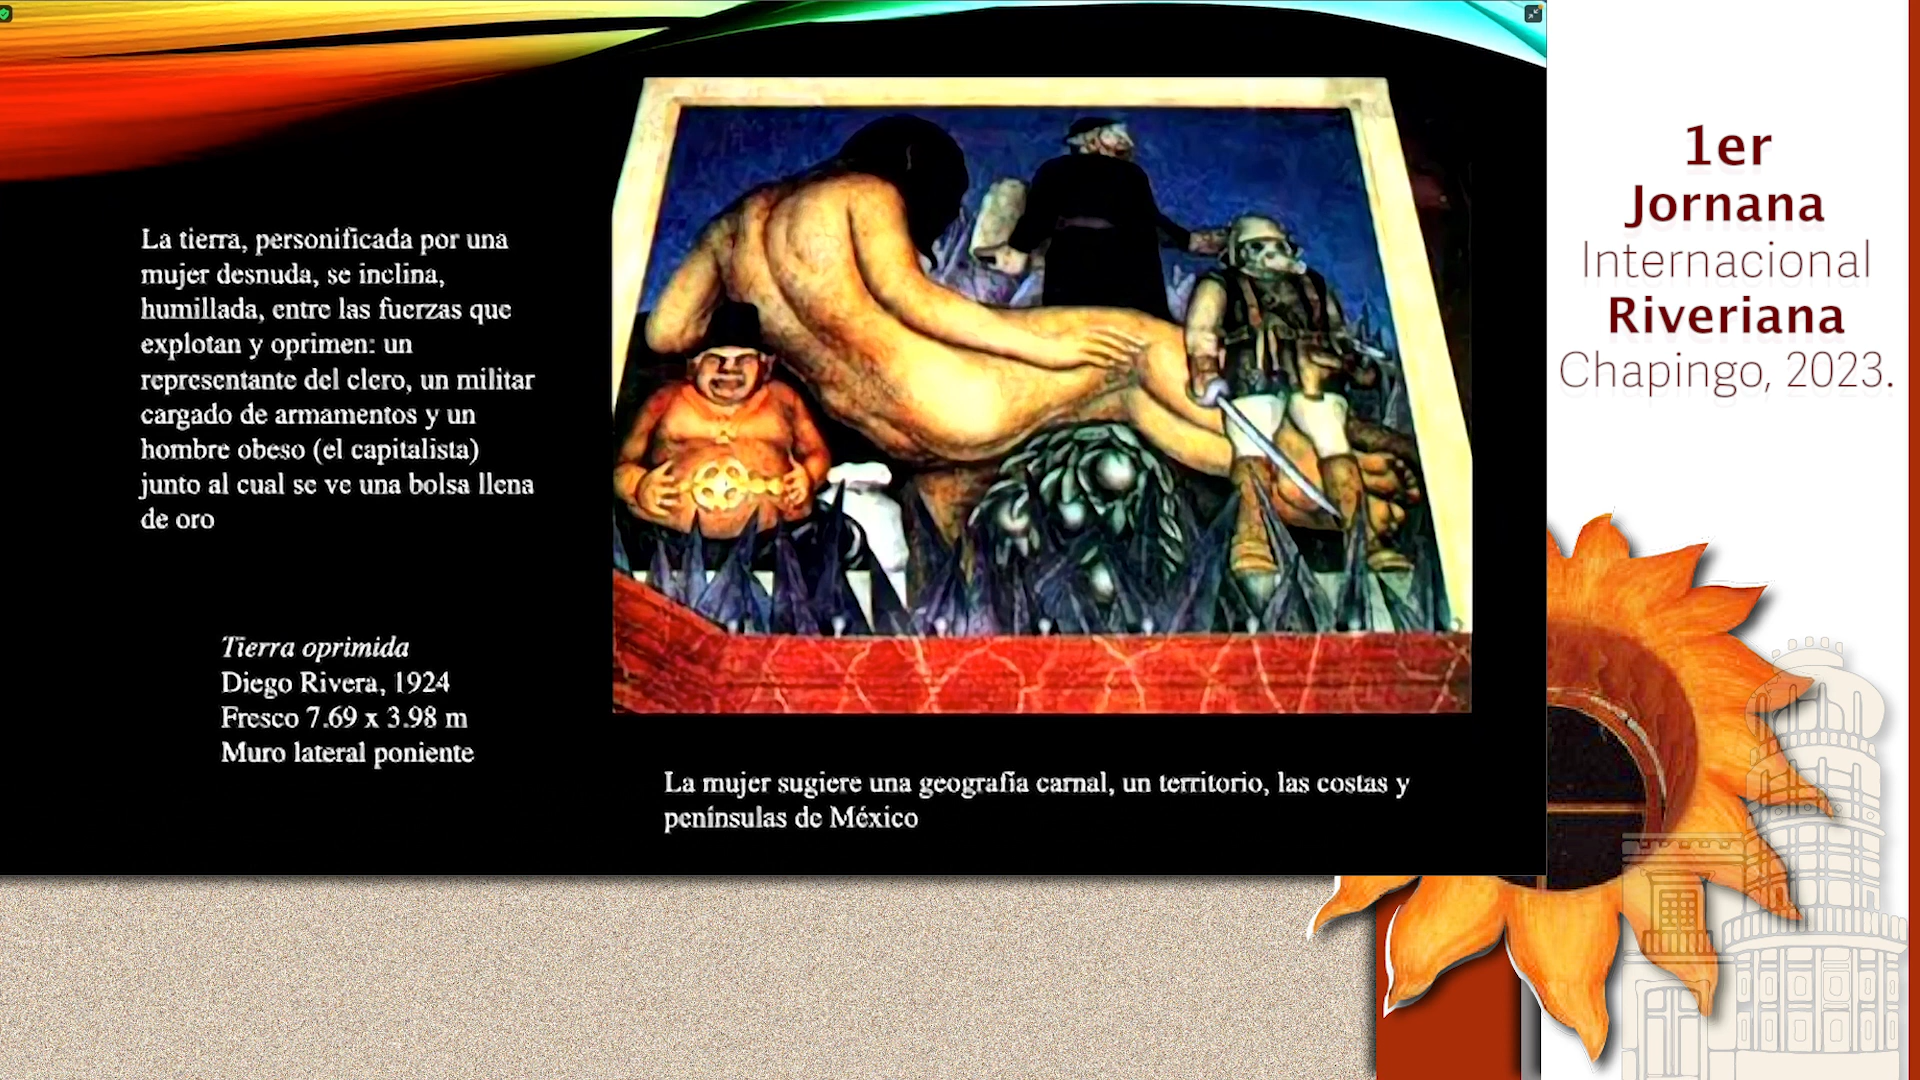 La tierra, personificada por una
mujer desnuda, se inclina,
humillada, entre las fuerzas que
explotan y oprimen: un
representante del clero, un militar
cargado de armamentos y un
hombre obeso (el capitalista)
junto al cual se ve una bolsa llena
de oro
Tierra oprimida
Diego Rivera, 1924
Fresco 7.69 x 3.98 m
Muro lateral poniente
La mujer sugiere una geografía carnal, un territorio, las costas y
penínsulas de México
1er
Jornana
Internacional
Riveriana
Chapingo, 2023.